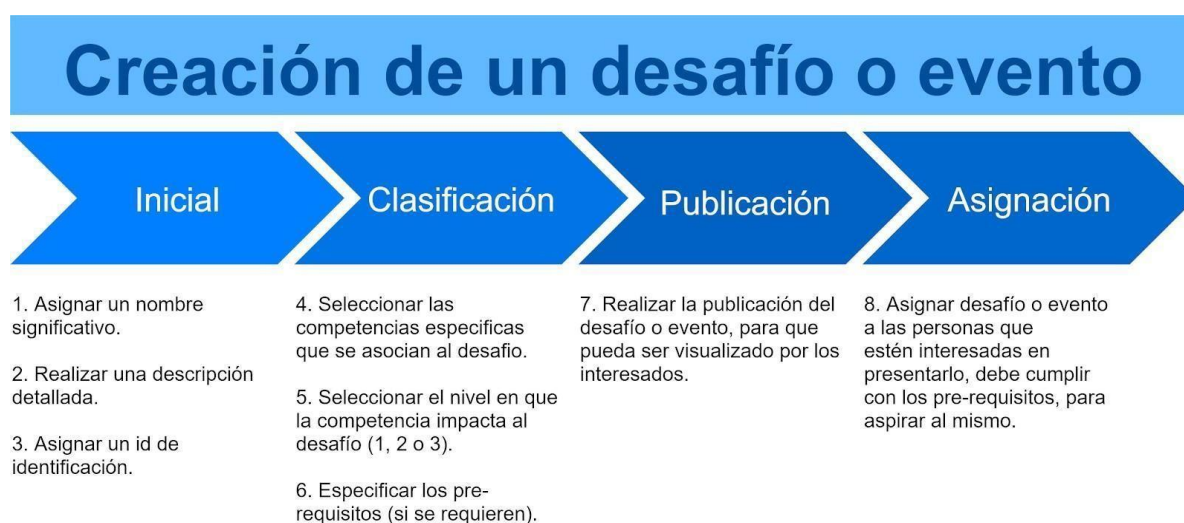 Creación de un desafío o evento
Inicial
Clasificación
Publicación
Asignación
1. Asignar un nombre
significativo.
2. Realizar una descripción
detallada.
3. Asignar un id de
identificación.
4. Seleccionar las
competencias especificas
que se asocian al desafio.
5. Seleccionar el nivel en que
la competencia impacta al
desafío (1, 2 o 3).
6. Especificar los pre-
requisitos (si se requieren).
7. Realizar la publicación del
desafío o evento, para que
pueda ser visualizado por los
interesados.
8. Asignar desafío o evento
a las personas que
estén interesadas en
presentarlo, debe cumplir
con los pre-requisitos, para
aspirar al mismo.